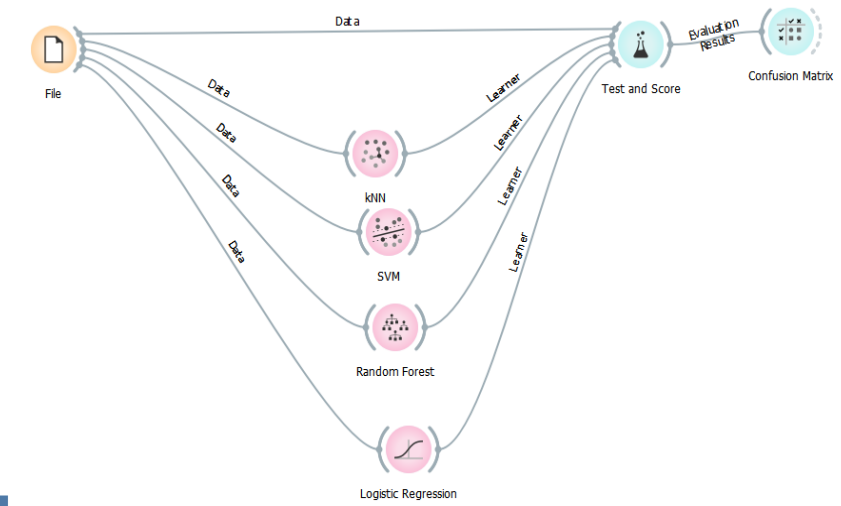 Data
Evaluation
Results
File
Test and Score
Confusion Matrix
Data
Learner
Data
Learner
kNN
Data
Learner
SVM
Data
Learner
Random Forest
Logistic Regression